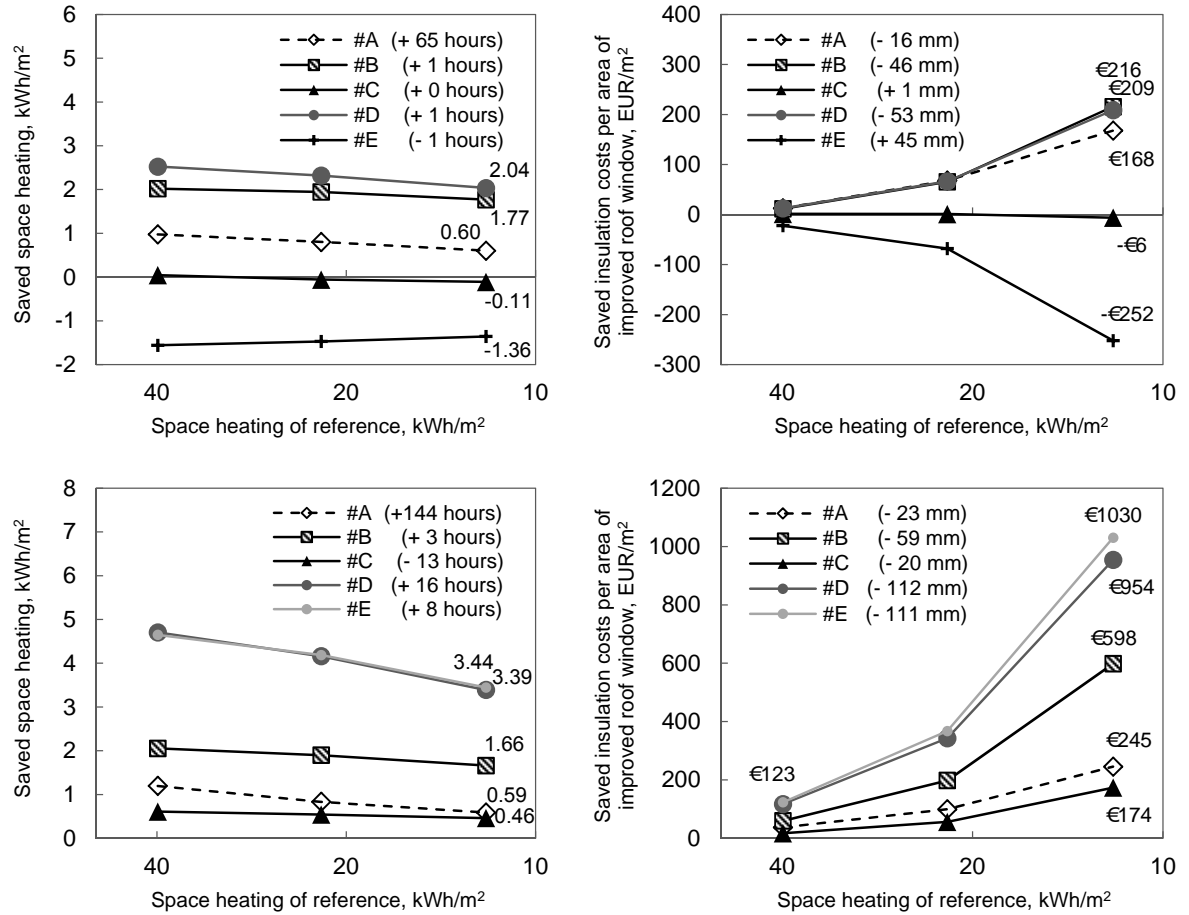 Saved space heating, kWh/m²
6
5
4
3
2
1
0
-1
-2
#A (+ 65 hours)
#B (+ 1 hours)
#C (+ 0 hours)
#D (+ 1 hours)
#E (- 1 hours)
2.04
1.77
0.60
-0.11
-1.36
40 20 10
Space heating of reference, kWh/m²
Saved insulation costs per area of
improved roof window, EUR/m²
400
300
200
100
0
-100
-200
-300
#A (- 16 mm)
#B (- 46 mm)
#C (+ 1 mm)
#D (- 53 mm)
#E (+ 45 mm)
€216
€209
€168
-€6
-€252
40 20 10
Space heating of reference, kWh/m²
Saved space heating, kWh/m²
8
7
6
5
4
3
2
1
0
#A (+144 hours)
#B (+ 3 hours)
#C (- 13 hours)
#D (+ 16 hours)
#E (+ 8 hours)
3.44
3.39
1.66
0.59
0.46
40 20 10
Space heating of reference, kWh/m²
Saved insulation costs per area of
improved roof window, EUR/m²
1200
1000
800
600
400
200
0
#A (- 23 mm)
#B (- 59 mm)
#C (- 20 mm)
#D (- 112 mm)
#E (- 111 mm)
€1030
€954
€598
€245
€174
€123
40 20 10
Space heating of reference, kWh/m²